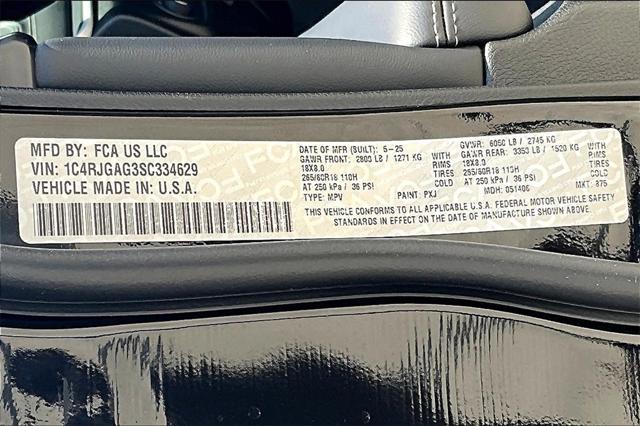 MFD BY: FCA US LLC
VIN: 1C4RJGAG3SC334629
VEHICLE MADE IN U.S.A.
DATE OF MFR (BUILT): 5-25 GVWR: 6050 LB / 2745 KG
GAWR FRONT: 2800 LB / 1271 KG WITH GAWR REAR: 3353 LB / 1520 KG WITH
18X8.0 RIMS 18X8.0 RIMS
265/60R18 110H TIRES 265/60R18 110H TIRES
AT 250 kPa / 36 PSI AT 250 kPa / 36 PSI
TYPE: MPV PAINT: PXJ MDH: 051406 MKT: 875
THIS VEHICLE CONFORMS TO ALL APPLICABLE U.S.A. FEDERAL MOTOR VEHICLE SAFETY
STANDARDS IN EFFECT ON THE DATE OF MANUFACTURE SHOWN ABOVE.